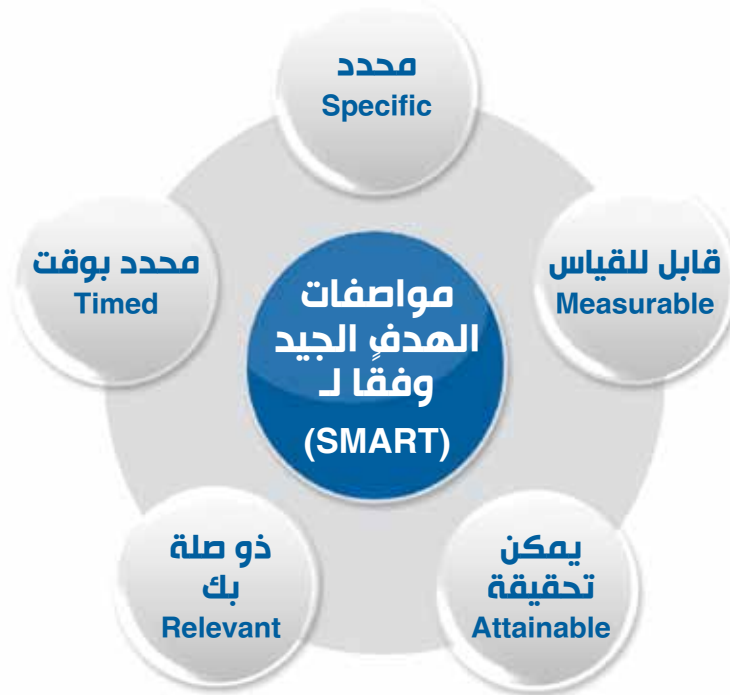 محدد
Specific
قابل للقياس
Measurable
يمكن
تحقيقة
Attainable
ذو صلة
بك
Relevant
محدد بوقت
Timed
مواصفات
الهدفٍ الجيد
وفقا لـ
(SMART)